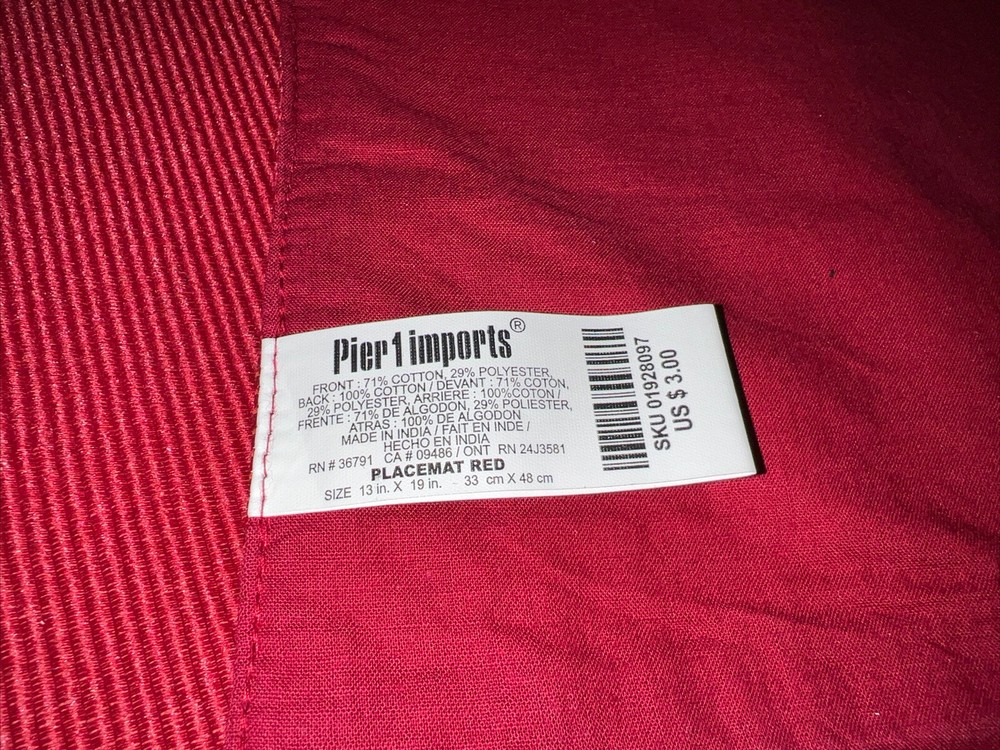 Pier 1 imports®
FRONT : 71% COTTON, 29% POLYESTER,
BACK : 100% COTTON / DEVANT : 71% COTON,
29% POLYESTER, ARRIERE : 100%COTON /
FRENTE : 71% DE ALGODON, 29% POLIESTER,
ATRAS : 100% DE ALGODON
MADE IN INDIA / FAIT EN INDE /
HECHO EN INDIA
RN # 36791 CA # 09486 / ONT RN 24J3581
PLACEMAT RED
SIZE 13 in. X 19 in. - 33 cm X 48 cm
SKU 01928097
US $ 3.00